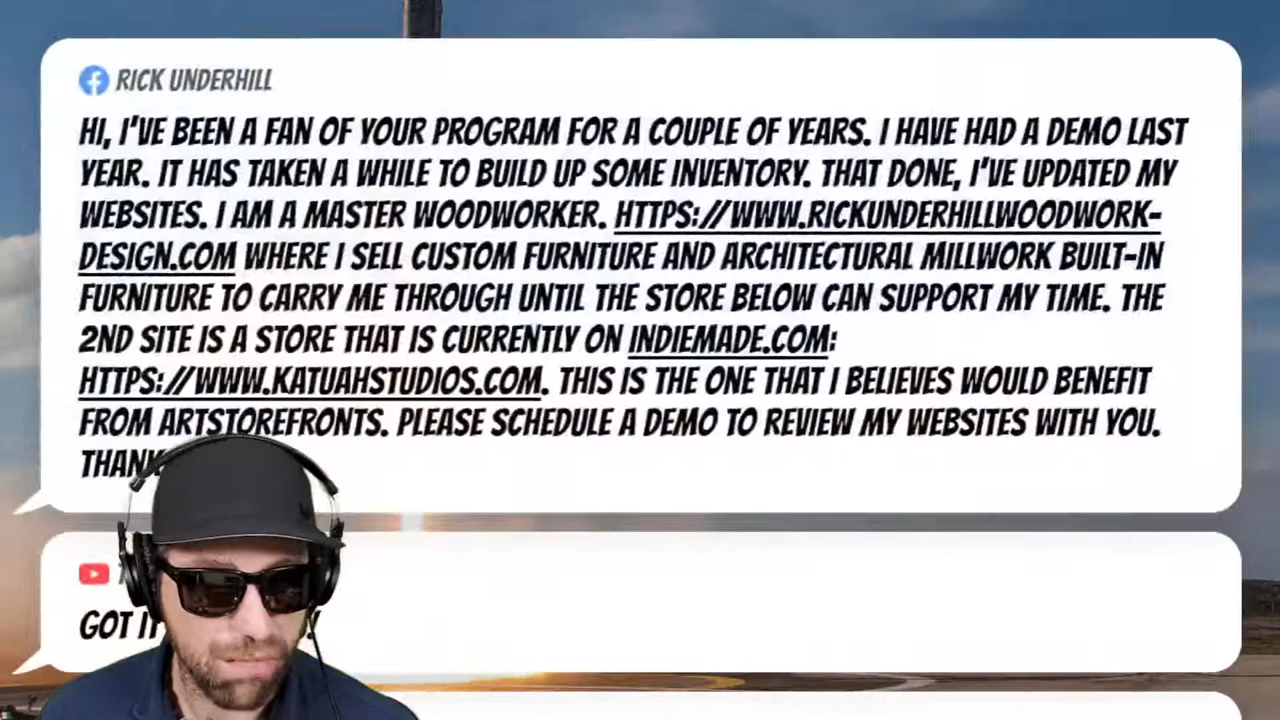 RICK UNDERHILL
HI, I'VE BEEN A FAN OF YOUR PROGRAM FOR A COUPLE OF YEARS. I HAVE HAD A DEMO LAST
YEAR. IT HAS TAKEN A WHILE TO BUILD UP SOME INVENTORY. THAT DONE, I'VE UPDATED MY
WEBSITES. I AM A MASTER WOODWORKER. HTTPS://WWW.RICKUNDERHILLWOODWORK-
DESIGN.COM WHERE I SELL CUSTOM FURNITURE AND ARCHITECTURAL MILLWORK BUILT-IN
FURNITURE TO CARRY ME THROUGH UNTIL THE STORE BELOW CAN SUPPORT MY TIME. THE
2ND SITE IS A STORE THAT IS CURRENTLY ON INDIEMADE.COM:
HTTPS://WWW.KATUAHSTUDIOS.COM. THIS IS THE ONE THAT I BELIEVES WOULD BENEFIT
FROM ARTSTOREFRONTS. PLEASE SCHEDULE A DEMO TO REVIEW MY WEBSITES WITH YOU.
GOT IT